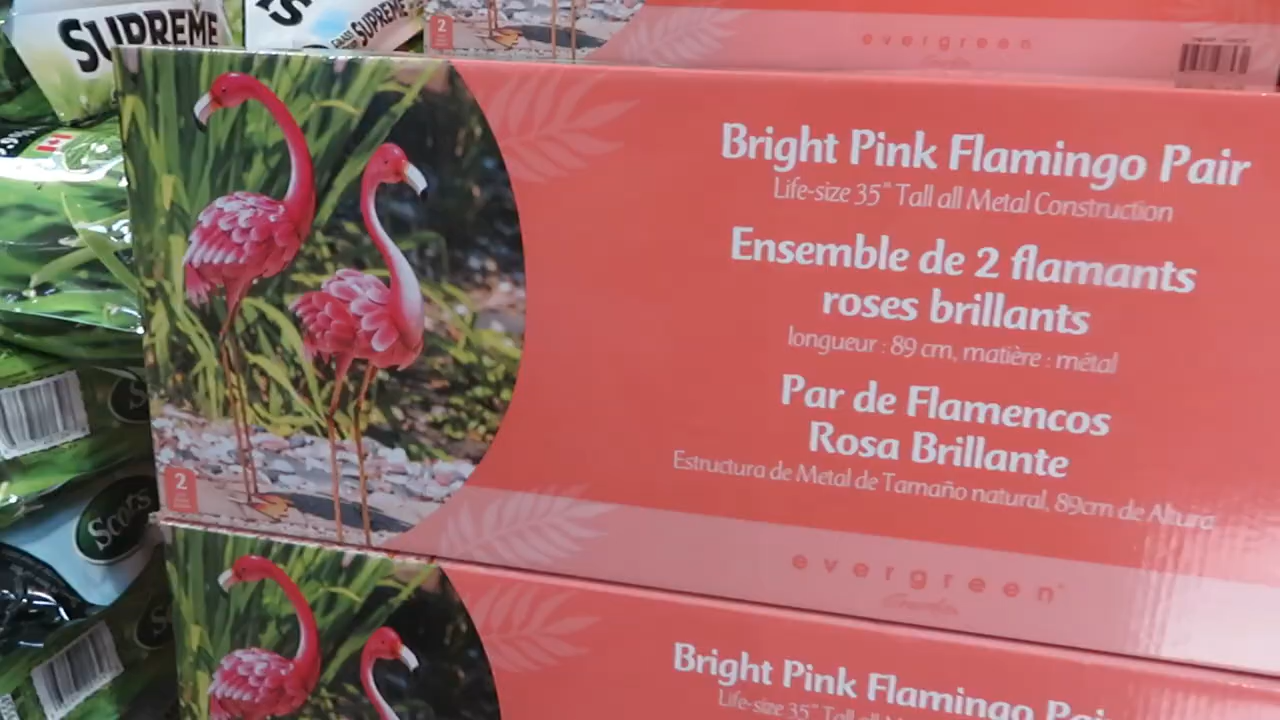 SUPREME
SUPREME
2
evergreen
Bright Pink Flamingo Pair
Life-size 35" Tall all Metal Construction
Ensemble de 2 flamants
roses brillants
longueur : 89 cm, matière : métal
Par de Flamencos
Rosa Brillante
Estructura de Metal de Tamaño natural, 89cm de Altura
2
evergreen
Scotts
Bright Pink Flamingo Pair
Life-size 35" Tall all